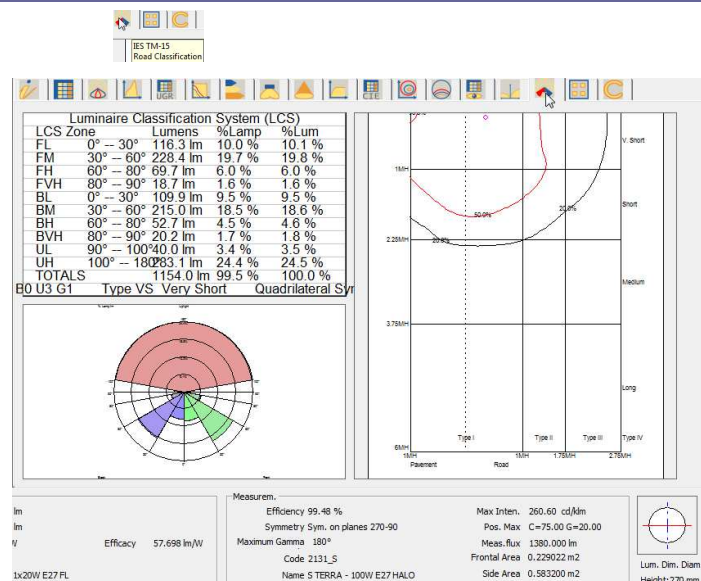 IES TM-15
Road Classification
UGR
CIE
Luminaire Classification System (LCS)
LCS Zone Lumens %Lamp %Lum
FL 0° -- 30° 116.3 lm 10.0 % 10.1 %
FM 30° -- 60° 228.4 lm 19.7 % 19.8 %
FH 60° -- 80° 69.7 lm 6.0 % 6.0 %
FVH 80° -- 90° 18.7 lm 1.6 % 1.6 %
BL 0° -- 30° 109.9 lm 9.5 % 9.5 %
BM 30° -- 60° 215.0 lm 18.5 % 18.6 %
BH 60° -- 80° 52.7 lm 4.5 % 4.6 %
BVH 80° -- 90° 20.2 lm 1.7 % 1.8 %
UL 90° -- 100° 40.0 lm 3.4 % 3.5 %
UH 100° -- 180° 283.1 lm 24.4 % 24.5 %
TOTALS 1154.0 lm 99.5 % 100.0 %
B0 U3 G1 Type VS Very Short Quadrilateral Syr
V. Short
1MH
Short
50.0%
20.0%
2.25MH
20.0%
Medium
3.75MH
Long
Type I Type II Type III Type IV
6MH
1MH 1MH 1.75MH 2.75MH
Pavement Road
Measurem.
lm
Efficiency 99.48 %
Max Inten. 260.60 cd/klm
lm
Symmetry Sym. on planes 270-90
Pos. Max C=75.00 G=20.00
Efficacy 57.698 lm/W
Maximum Gamma 180°
Meas.flux 1380.000 lm
Code 2131_S
Frontal Area 0.229022 m2
Lum. Dim. Diam
1x20W E27 FL
Name S TERRA - 100W E27 HALO
Side Area 0.583200 m2
Height: 270 mm